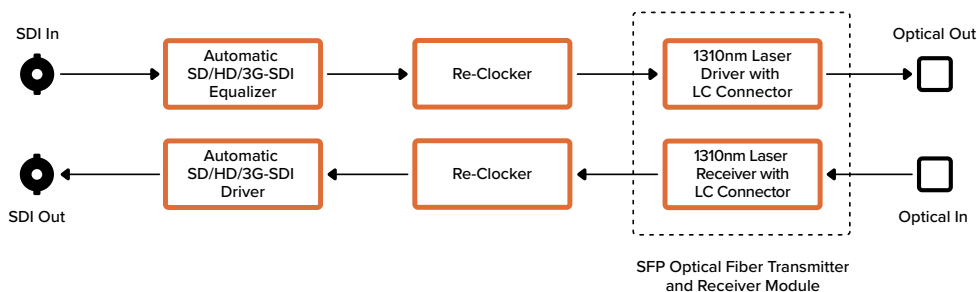 SDI In
Automatic
SD/HD/3G-SDI
Equalizer
Re-Clocker
1310nm Laser
Driver with
LC Connector
Optical Out
Automatic
SD/HD/3G-SDI
Driver
Re-Clocker
1310nm Laser
Receiver with
LC Connector
SDI Out
Optical In
SFP Optical Fiber Transmitter
and Receiver Module